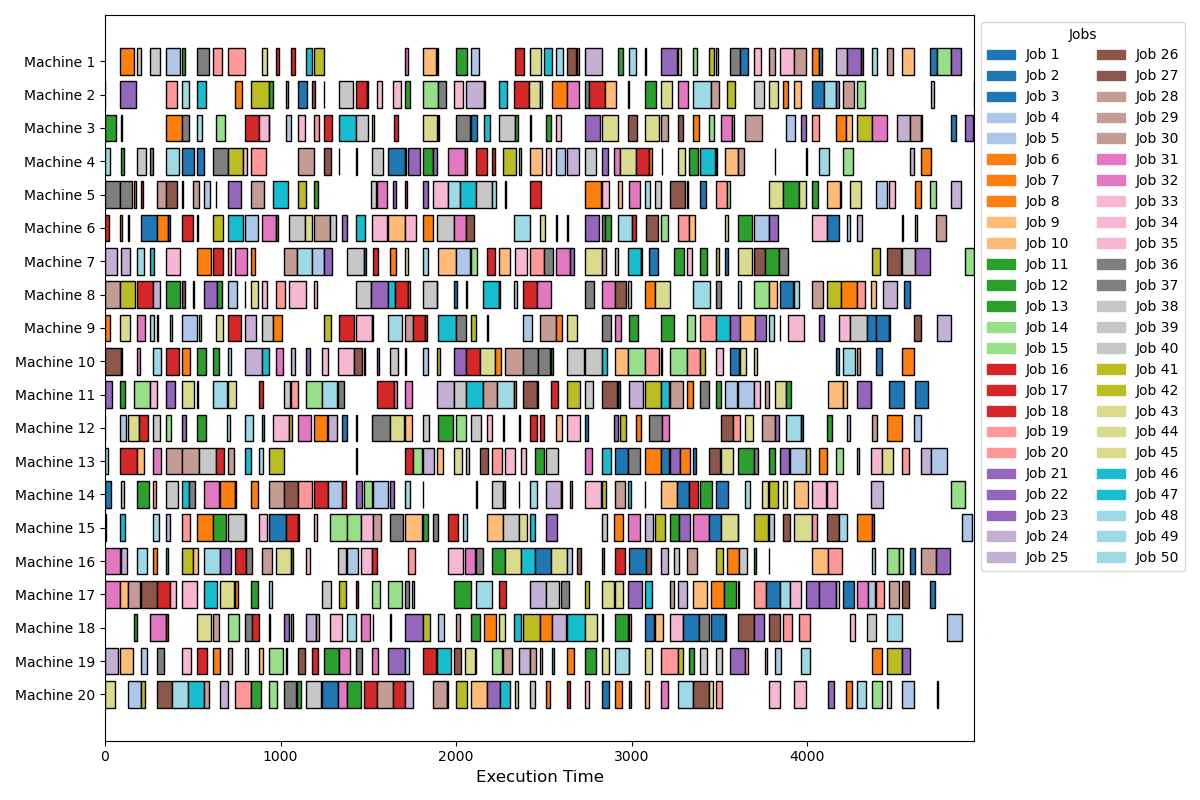 Machine 1
Machine 2
Machine 3
Machine 4
Machine 5
Machine 6
Machine 7
Machine 8
Machine 9
Machine 10
Machine 11
Machine 12
Machine 13
Machine 14
Machine 15
Machine 16
Machine 17
Machine 18
Machine 19
Machine 20
0 1000 2000 3000 4000
Execution Time
Jobs
Job 1 Job 26
Job 2 Job 27
Job 3 Job 28
Job 4 Job 29
Job 5 Job 30
Job 6 Job 31
Job 7 Job 32
Job 8 Job 33
Job 9 Job 34
Job 10 Job 35
Job 11 Job 36
Job 12 Job 37
Job 13 Job 38
Job 14 Job 39
Job 15 Job 40
Job 16 Job 41
Job 17 Job 42
Job 18 Job 43
Job 19 Job 44
Job 20 Job 45
Job 21 Job 46
Job 22 Job 47
Job 23 Job 48
Job 24 Job 49
Job 25 Job 50